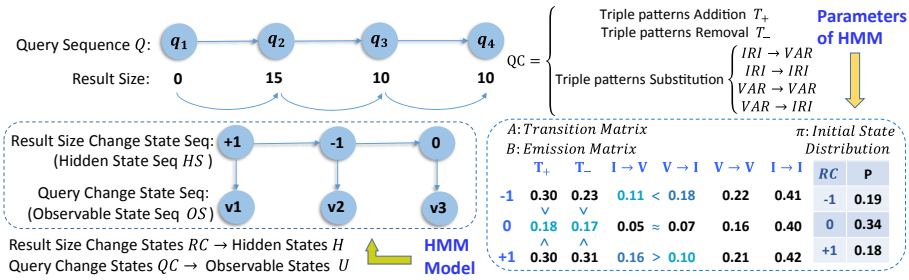 Query Sequence Q: q1 q2 q3 q4
Result Size: 0 15 10 10
QC =
Triple patterns Addition T+
Triple patterns Removal T−
Triple patterns Substitution
IRI → VAR
IRI → IRI
VAR → VAR
VAR → IRI
Parameters
of HMM
Result Size Change State Seq:
(Hidden State Seq HS )
+1 -1 0
Query Change State Seq:
(Observable State Seq OS)
v1 v2 v3
Result Size Change States RC → Hidden States H
Query Change States QC → Observable States U
HMM
Model
A: Transition Matrix
B: Emission Matrix
T+ T− I → V V → I V → V I → I
-1 0.30 0.23 0.11 < 0.18 0.22 0.41
˅ ˅
0 0.18 0.17 0.05 ≈ 0.07 0.16 0.40
˄ ˄
+1 0.30 0.31 0.16 > 0.10 0.21 0.42
π: Initial State
Distribution
RC P
-1 0.19
0 0.34
+1 0.18